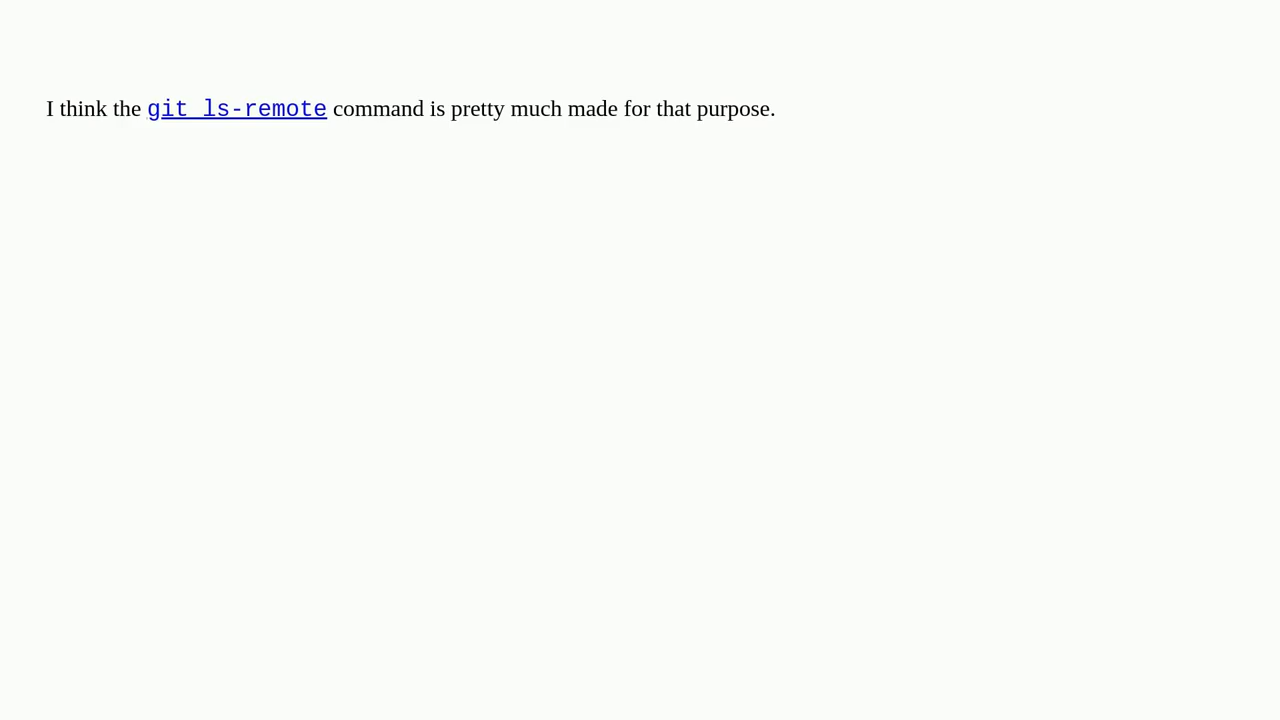 I think the git ls-remote command is pretty much made for that purpose.